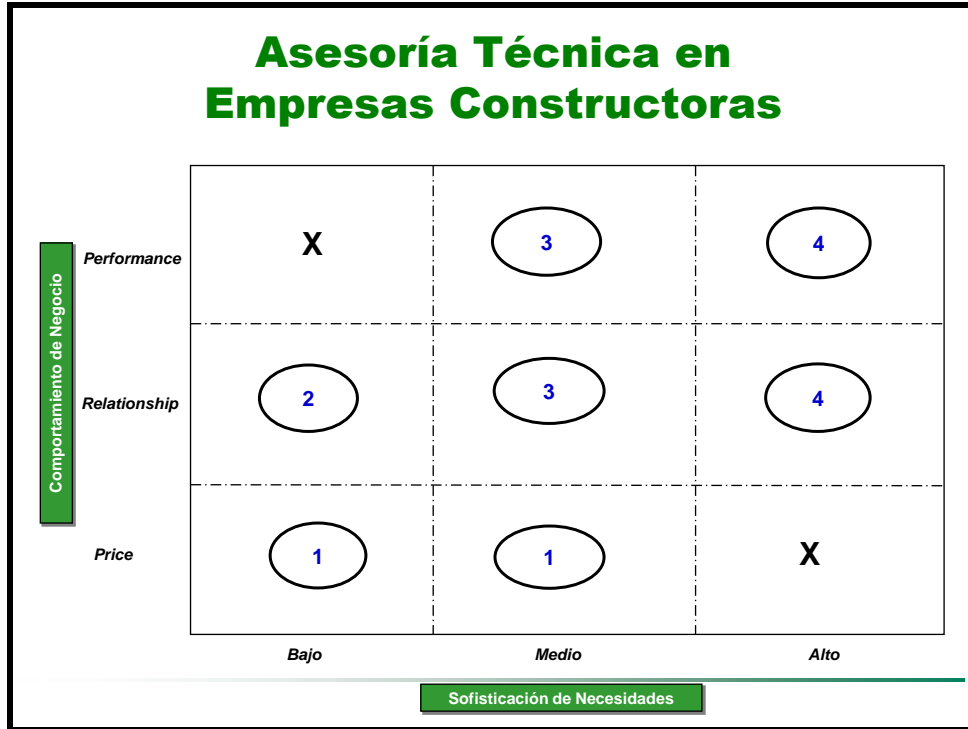 Asesoría Técnica en
Empresas Constructoras
Comportamiento de Negocio
Performance
X
3
4
Relationship
2
3
4
Price
1
1
X
Bajo
Medio
Alto
Sofisticación de Necesidades